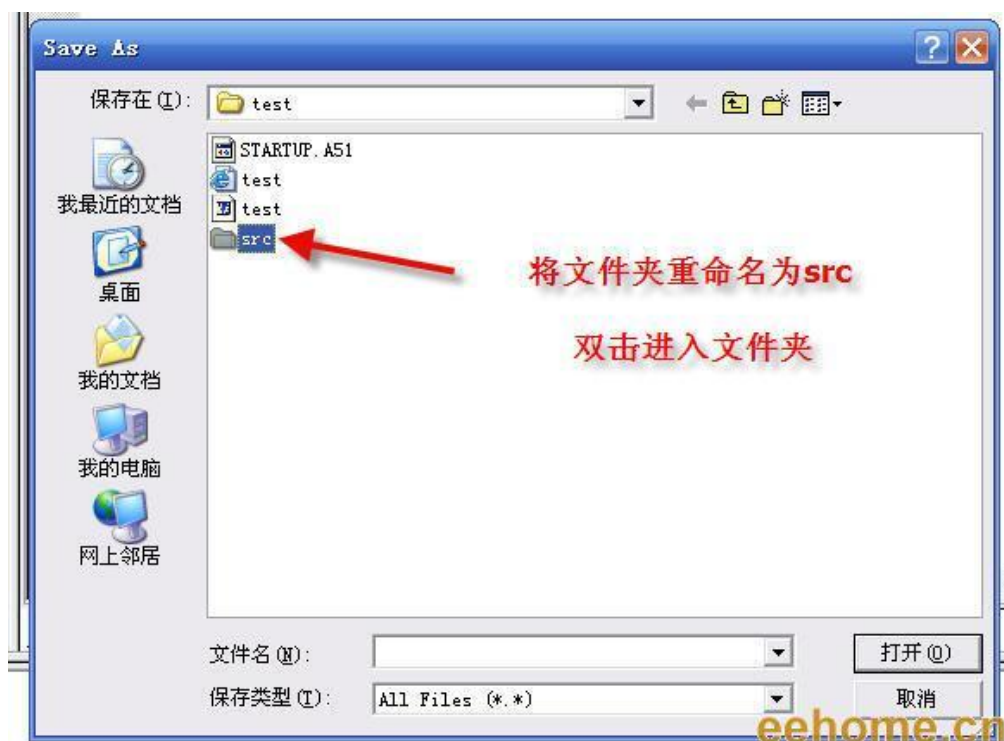 Save As
保存在(I):
test
STARTUP.A51
test
test
src
我最近的文档
桌面
我的文档
我的电脑
网上邻居
将文件夹重命名为src
双击进入文件夹
文件名(N):
打开(O)
保存类型(T):
All Files (*.*)
取消
eehome.cn